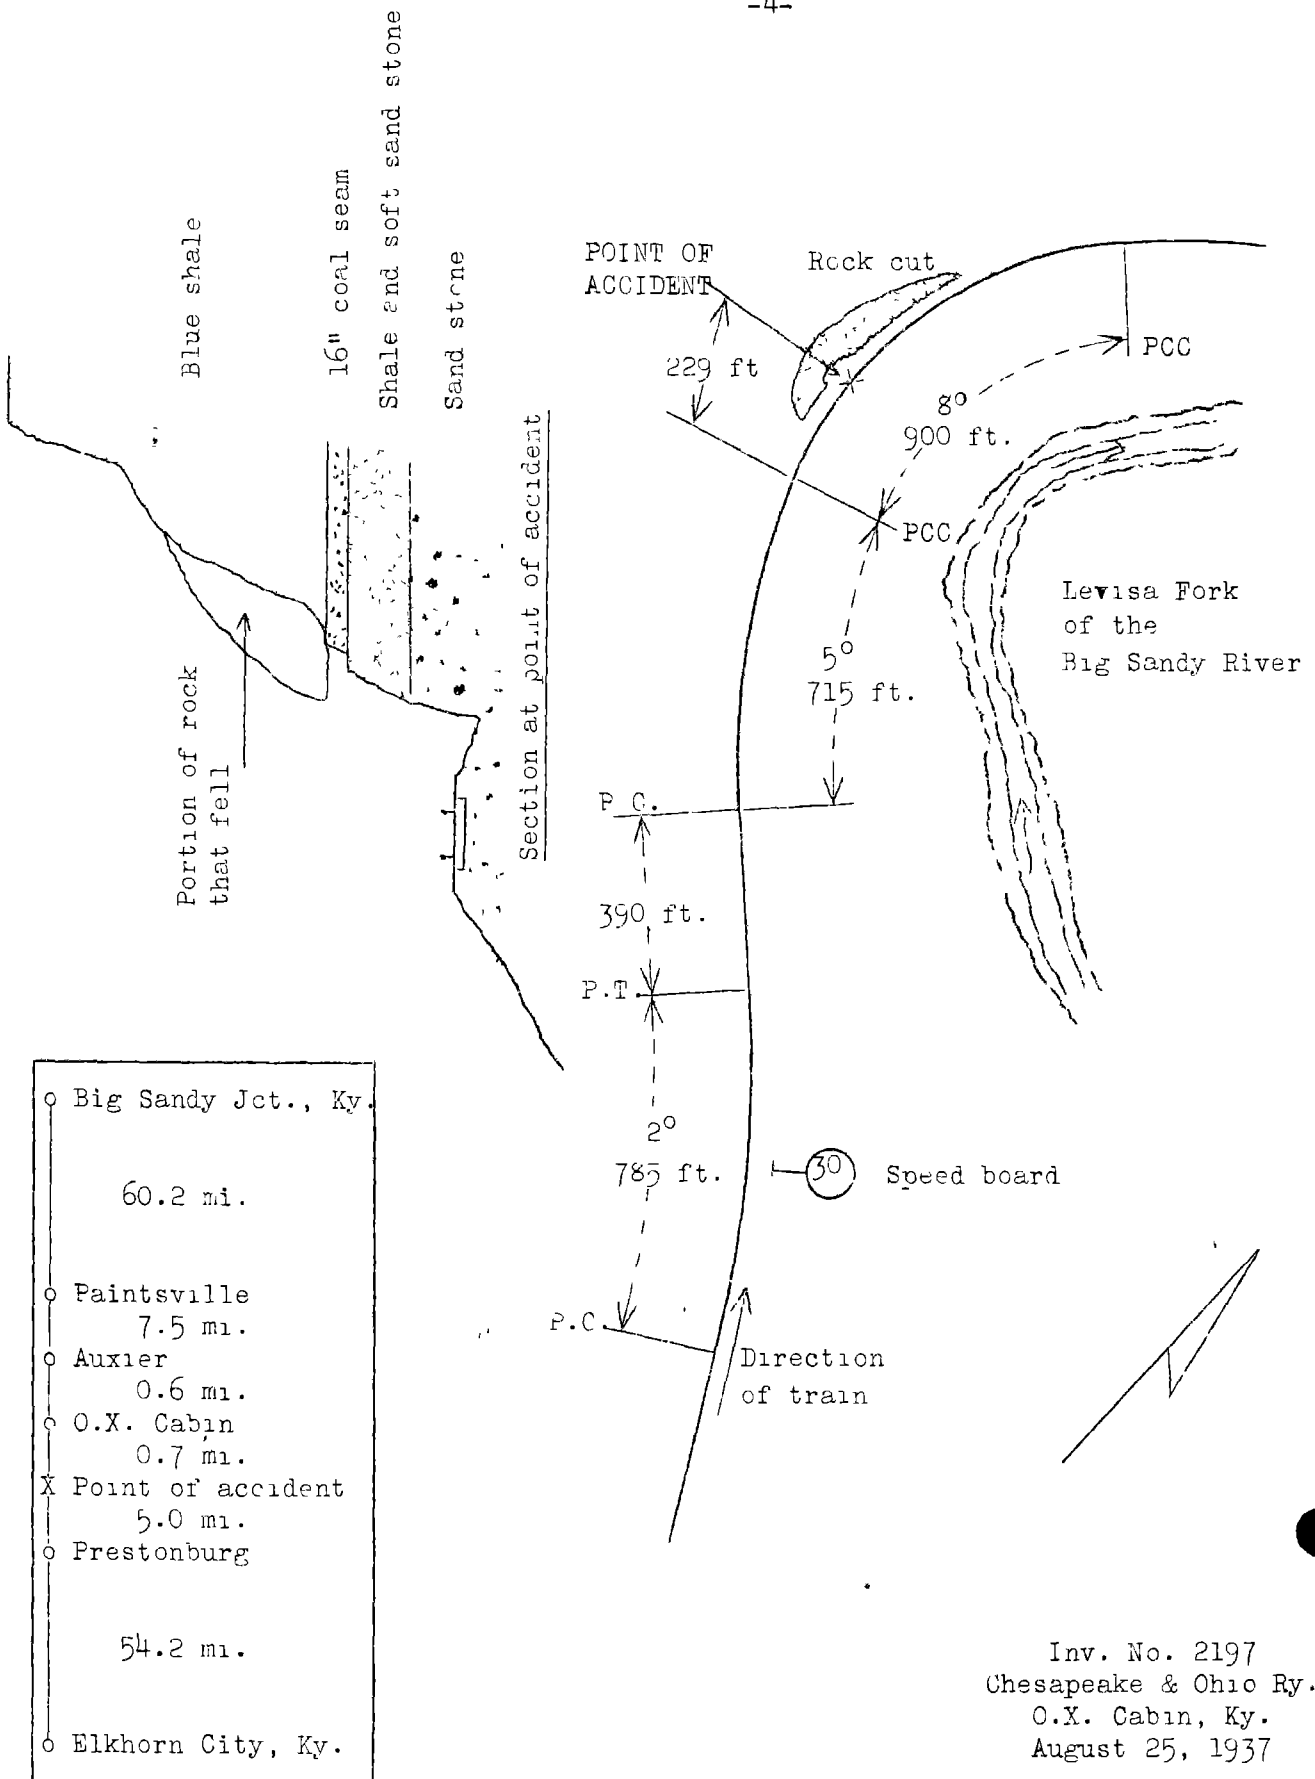 -4-
Blue shale
16" coal seam
Shale and soft sand stone
Sand stone
Section at point of accident
Portion of rock
that fell
POINT OF
ACCIDENT
Rock cut
229 ft
PCC
8°
900 ft.
PCC
Levisa Fork
of the
Big Sandy River
5°
715 ft.
P.C.
390 ft.
P.T.
2°
785 ft.
30
Speed board
P.C.
Direction
of train
Big Sandy Jct., Ky.
60.2 mi.
Paintsville
7.5 mi.
Auxier
0.6 mi.
O.X. Cabin
0.7 mi.
X Point of accident
5.0 mi.
Prestonburg
54.2 mi.
Elkhorn City, Ky.
Inv. No. 2197
Chesapeake & Ohio Ry.
O.X. Cabin, Ky.
August 25, 1937